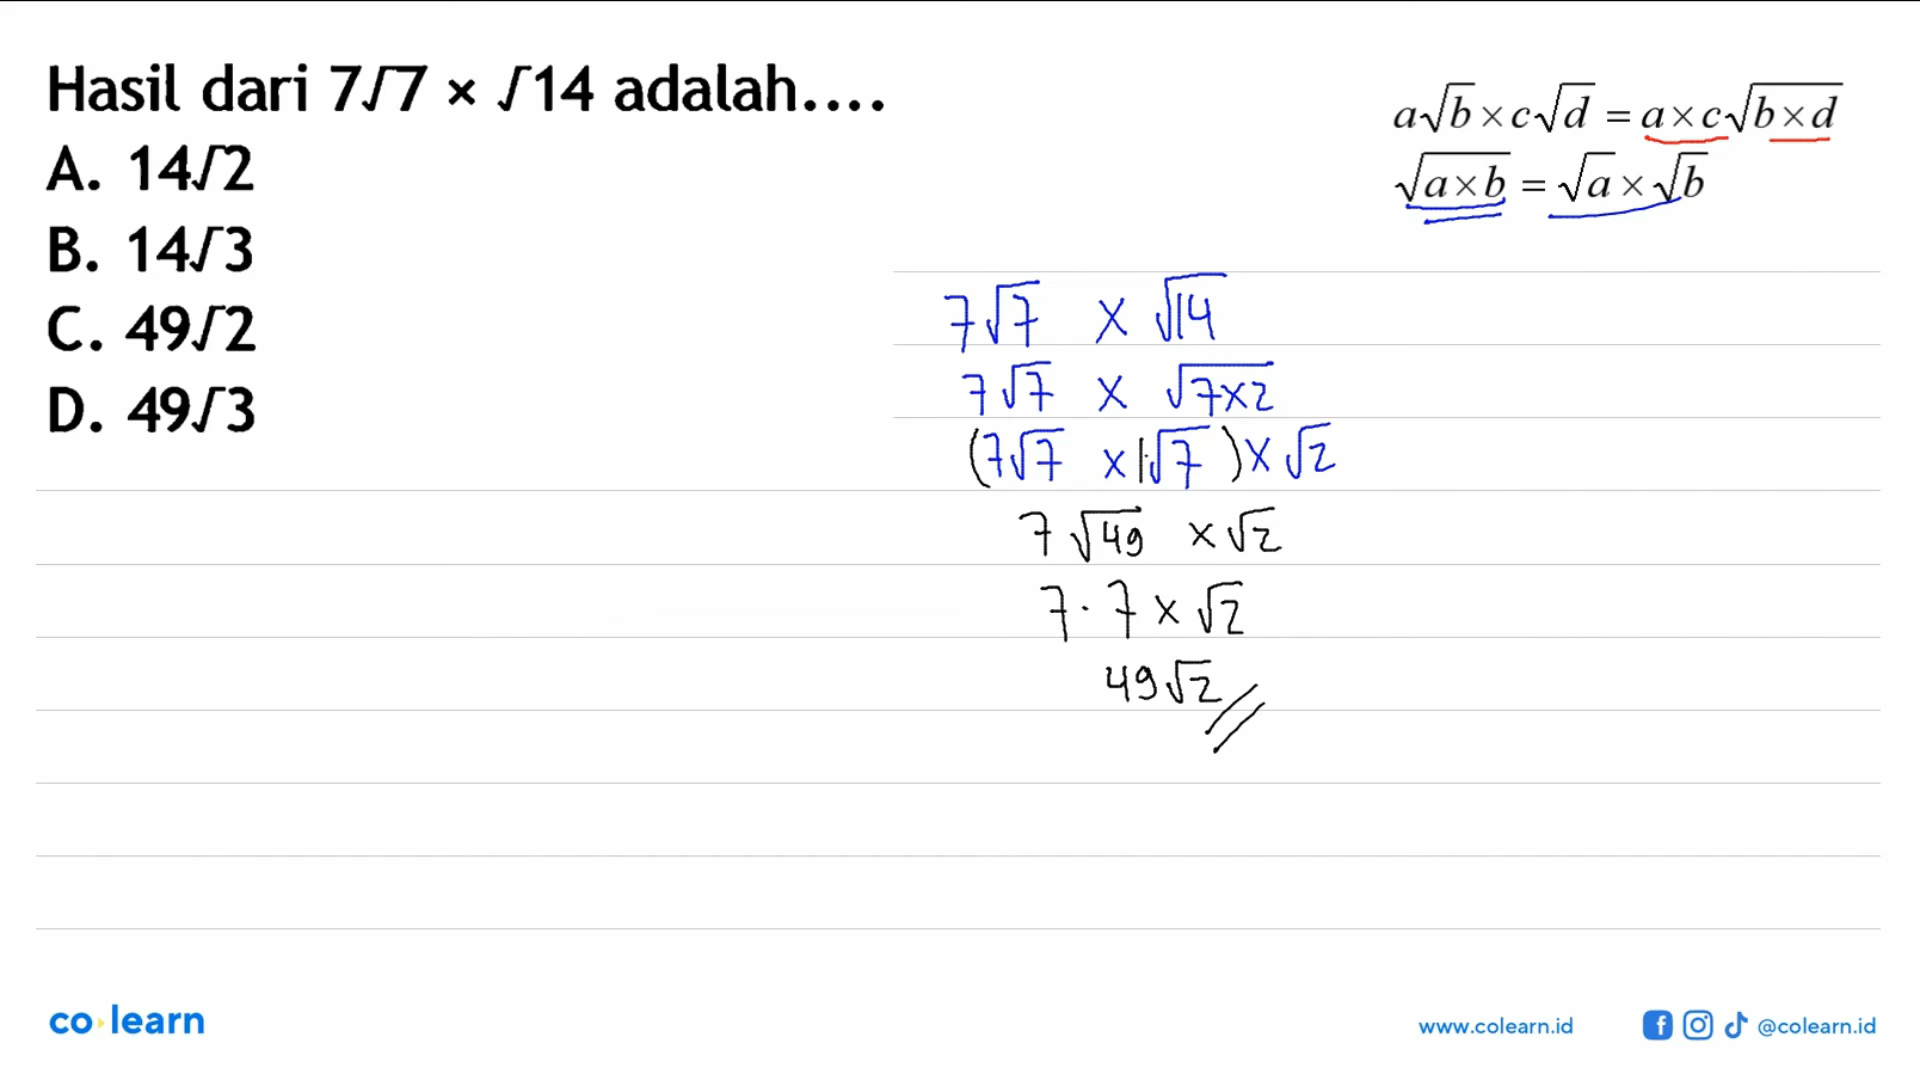 Hasil dari 7√7 × √14 adalah....
A. 14√2
B. 14√3
C. 49√2
D. 49√3
a√b × c√d = a × c√(b × d)
√(a × b) = √a × √b
7√7 x √14
7√7 x √(7x2)
(7√7 x 1·√7) x √2
7√49 x √2
7 · 7 x √2
49√2
co learn
www.colearn.id
@colearn.id